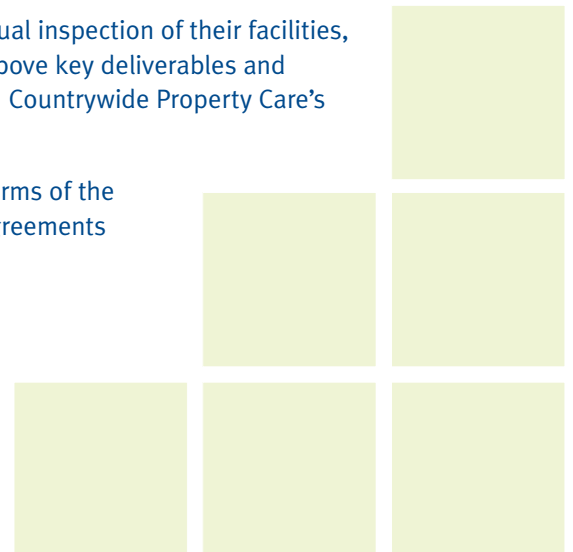 ual inspection of their facilities,
bove key deliverables and
Countrywide Property Care’s
rms of the
reements